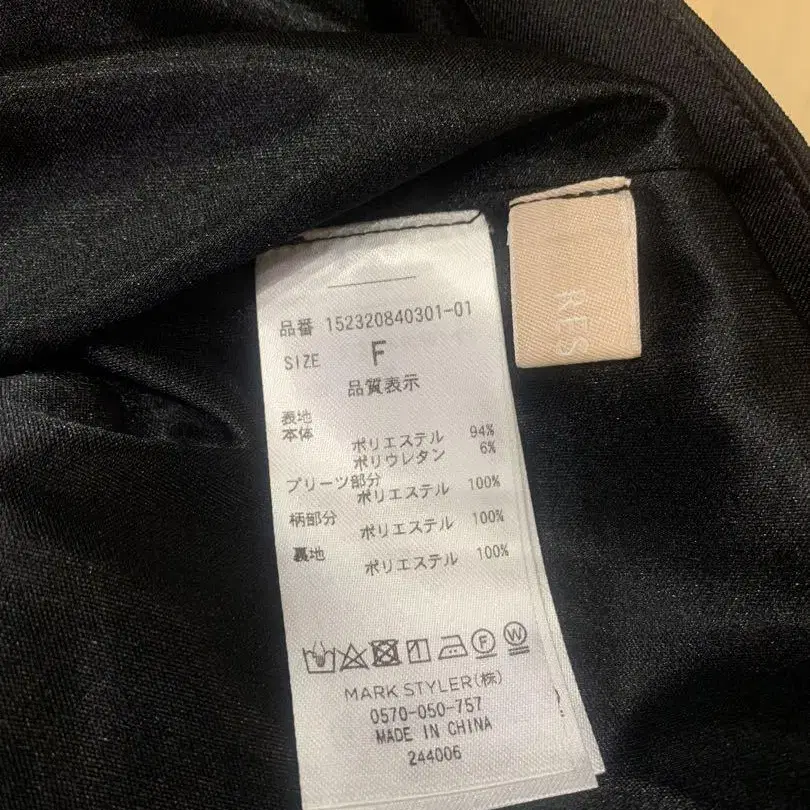 品番 152320840301-01
SIZE F
品質表示
表地
本体
ポリエステル 94%
ポリウレタン 6%
プリーツ部分
ポリエステル 100%
柄部分
ポリエステル 100%
裏地
ポリエステル 100%
F W
MARK STYLER(株)
0570-050-757
MADE IN CHINA
244006
RES